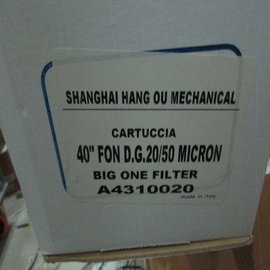 SHANGHAI HANG OU MECHANICAL
CARTUCCIA
40" FON D.G.20/50 MICRON
BIG ONE FILTER
A4310020
made in Italy